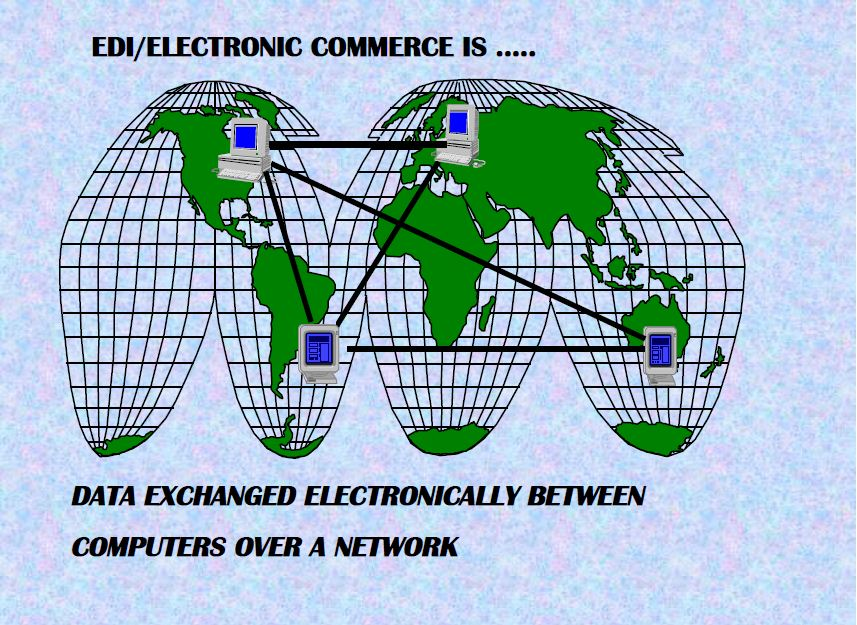 EDI/ELECTRONIC COMMERCE IS .....
DATA EXCHANGED ELECTRONICALLY BETWEEN
COMPUTERS OVER A NETWORK